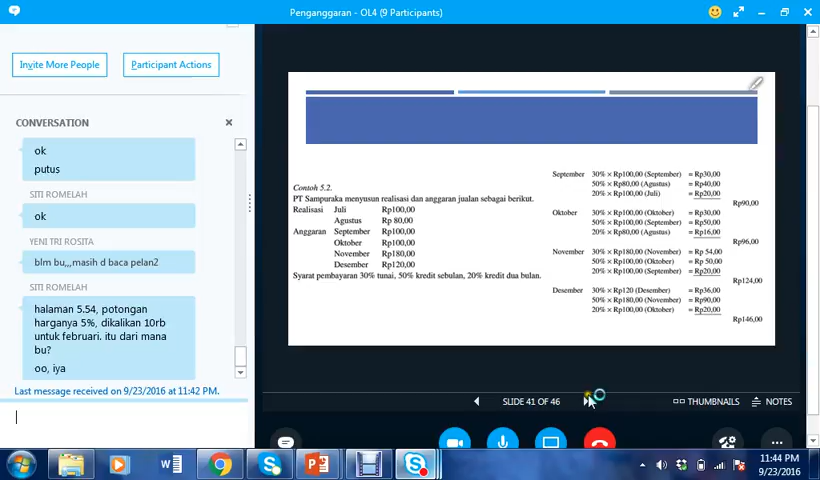 Penganggaran - OL4 (9 Participants)
Invite More People
Participant Actions
CONVERSATION
ok
putus
SITI ROMELAH
ok
YENI TRI ROSITA
blm bu,,,masih d baca pelan2
SITI ROMELAH
halaman 5.54, potongan
harganya 5%, dikalikan 10rb
untuk februari. itu dari mana
bu?
oo, iya
Last message received on 9/23/2016 at 11:42 PM.
Contoh 5.2.
PT Sampuraka menyusun realisasi dan anggaran jualan sebagai berikut.
Realisasi Juli Rp100,00
Agustus Rp 80,00
Anggaran September Rp100,00
Oktober Rp100,00
November Rp180,00
Desember Rp120,00
Syarat pembayaran 30% tunai, 50% kredit sebulan, 20% kredit dua bulan.
September 30% × Rp100,00 (September) = Rp30,00
50% × Rp80,00 (Agustus) = Rp40,00
20% × Rp100,00 (Juli) = Rp20,00
Rp90,00
Oktober 30% × Rp100,00 (Oktober) = Rp30,00
50% × Rp100,00 (September) = Rp50,00
20% × Rp80,00 (Agustus) = Rp16,00
Rp96,00
November 30% × Rp180,00 (November) = Rp 54,00
50% × Rp100,00 (Oktober) = Rp 50,00
20% × Rp100,00 (September) = Rp20,00
Rp124,00
Desember 30% × Rp120 (Desember) = Rp36,00
50% × Rp180,00 (November) = Rp90,00
20% × Rp100,00 (Oktober) = Rp20,00
Rp146,00
SLIDE 41 OF 46
THUMBNAILS
NOTES
11:44 PM
9/23/2016